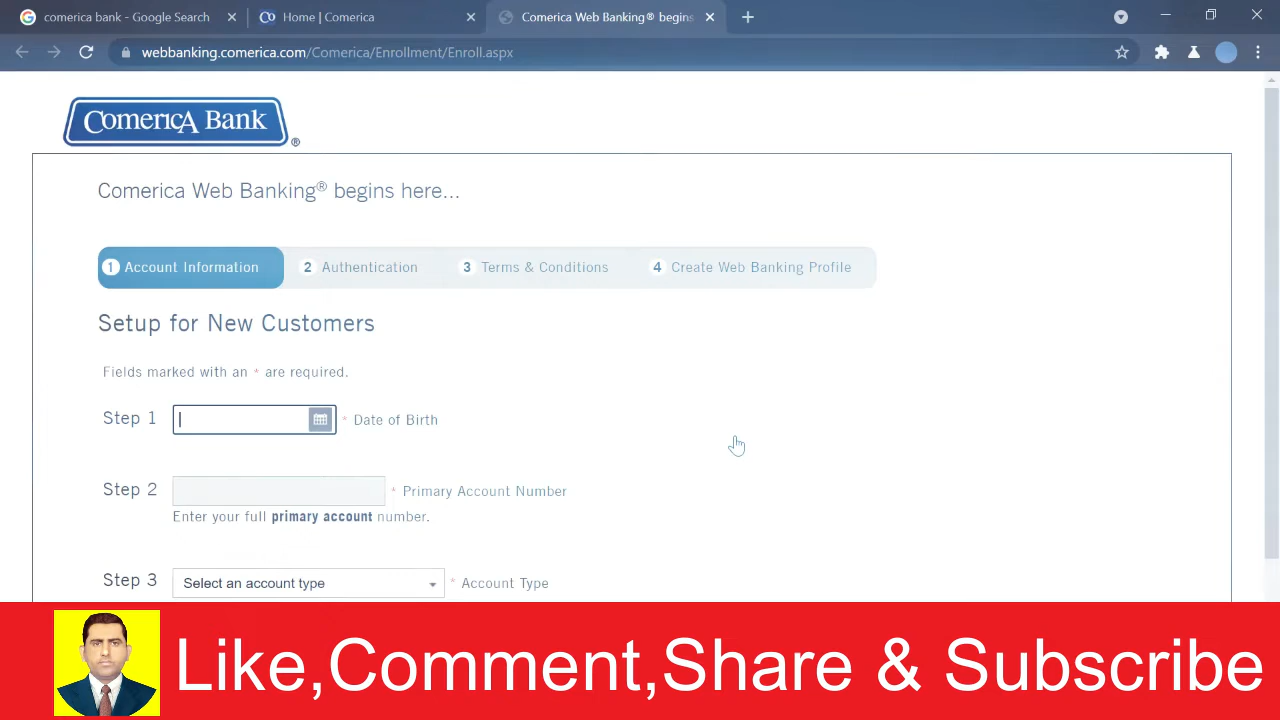 comerica bank - Google Search
Home | Comerica
Comerica Web Banking® begins
webbanking.comerica.com/Comerica/Enrollment/Enroll.aspx
Comerica Bank®
Comerica Web Banking® begins here...
1 Account Information
2 Authentication
3 Terms & Conditions
4 Create Web Banking Profile
Setup for New Customers
Fields marked with an * are required.
Step 1 * Date of Birth
Step 2 * Primary Account Number
Enter your full primary account number.
Step 3 Select an account type * Account Type
Like,Comment,Share & Subscribe